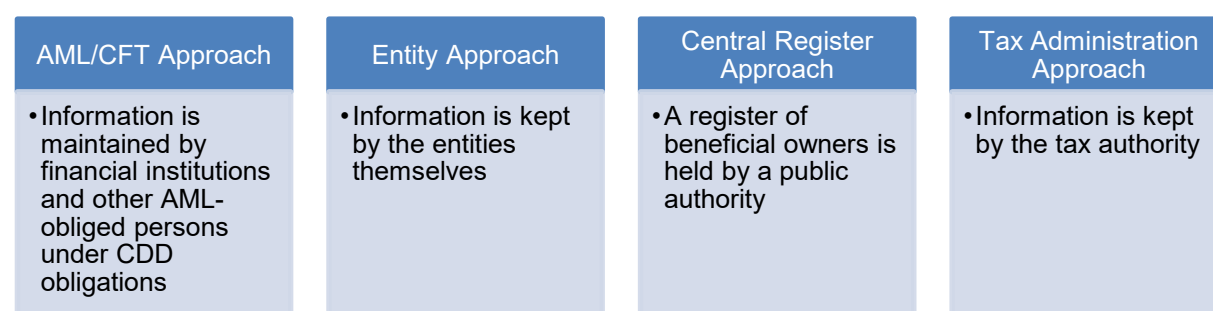 AML/CFT Approach
•Information is
maintained by
financial institutions
and other AML-
obliged persons
under CDD
obligations
Entity Approach
•Information is kept
by the entities
themselves
Central Register
Approach
•A register of
beneficial owners is
held by a public
authority
Tax Administration
Approach
•Information is kept
by the tax authority